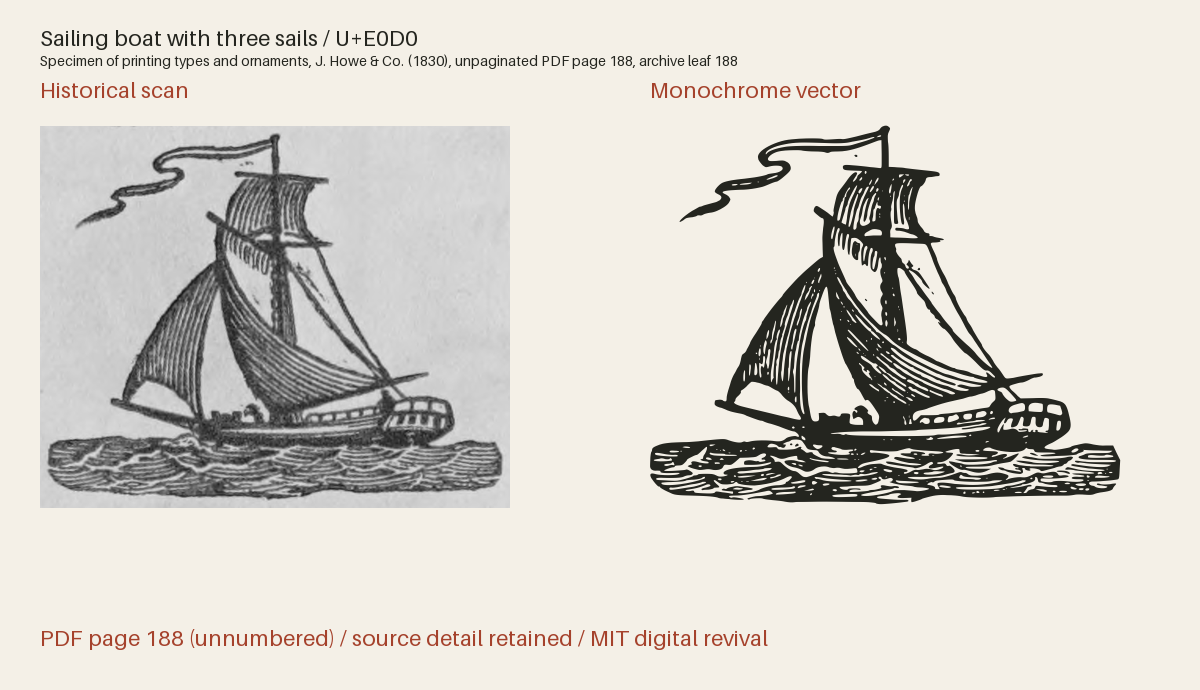 Sailing boat with three sails / U+E0D0
Specimen of printing types and ornaments, J. Howe & Co. (1830), unpaginated PDF page 188, archive leaf 188
Historical scan
Monochrome vector
PDF page 188 (unnumbered) / source detail retained / MIT digital revival